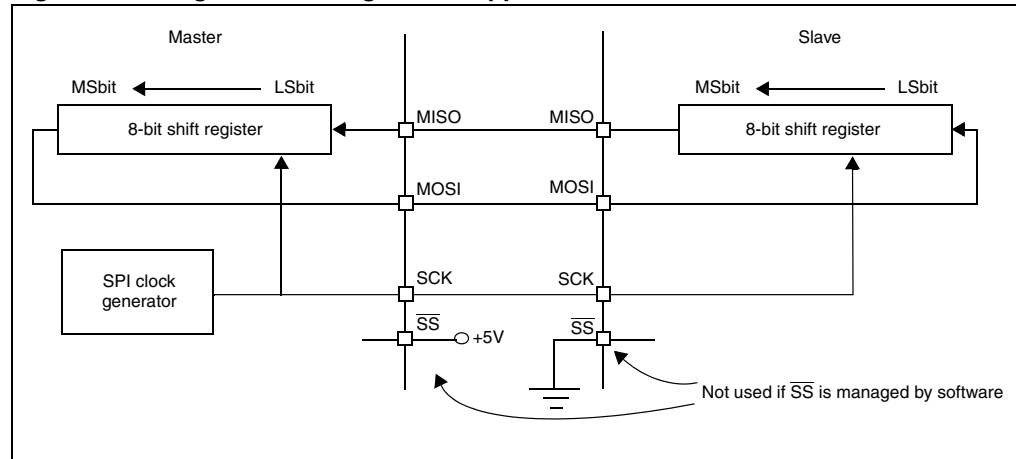 Master
Slave
MSbit
LSbit
MSbit
LSbit
8-bit shift register
MISO
MISO
8-bit shift register
MOSI
MOSI
SPI clock
generator
SCK
SCK
SS
+5V
SS
Not used if SS is managed by software